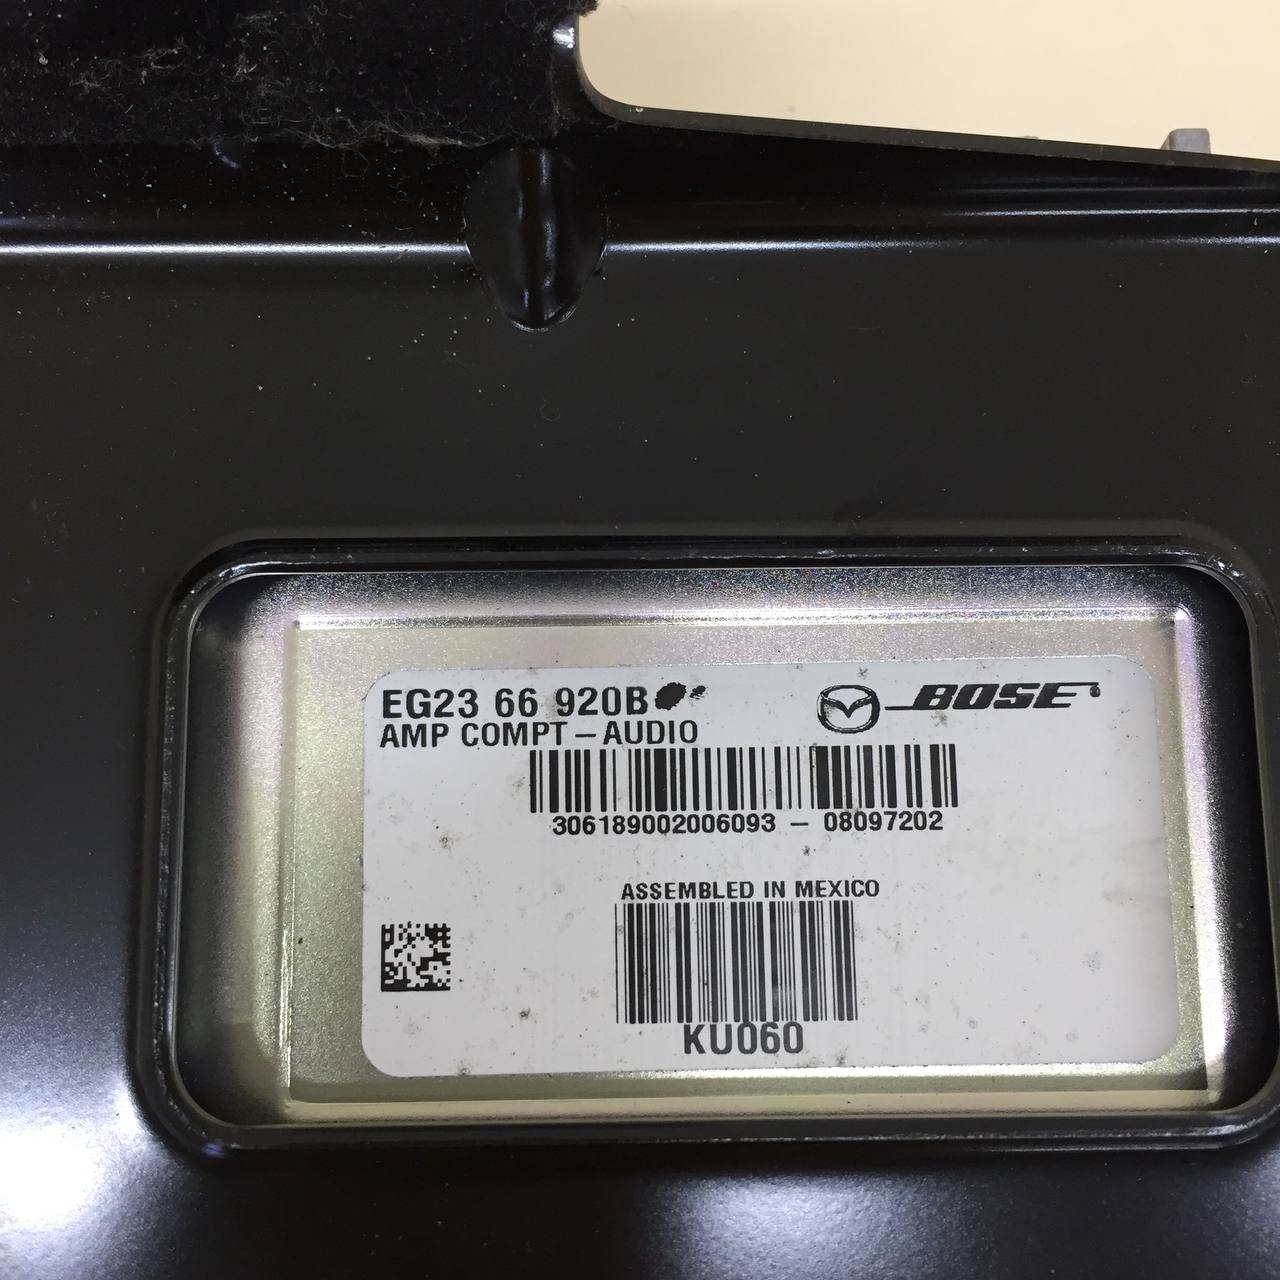 EG23 66 920B
BOSE
AMP COMPT-AUDIO
306189002006093 - 08097202
ASSEMBLED IN MEXICO
KU060